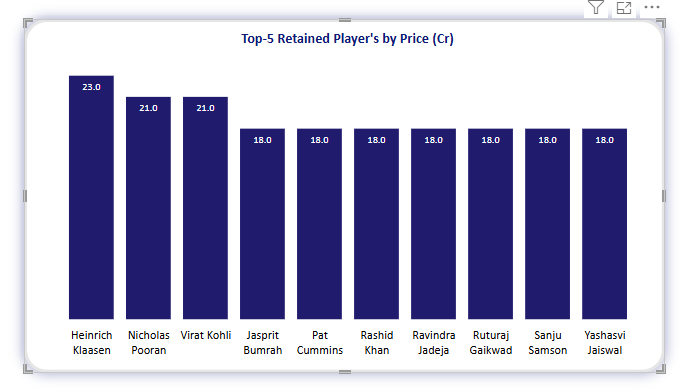 Top-5 Retained Player's by Price (Cr)
23.0
21.0
21.0
18.0
18.0
18.0
18.0
18.0
18.0
18.0
Heinrich
Klaasen
Nicholas
Pooran
Virat Kohli
Jasprit
Bumrah
Pat
Cummins
Rashid
Khan
Ravindra
Jadeja
Ruturaj
Gaikwad
Sanju
Samson
Yashasvi
Jaiswal